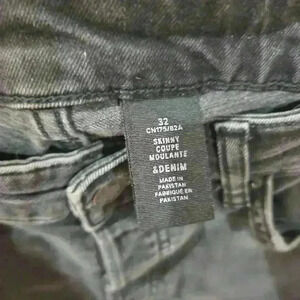 32
CN175/82A
SKINNY
COUPE
MOULANTE
&DENIM
MADE IN
PAKISTAN
FABRIQUÉ EN
PAKISTAN